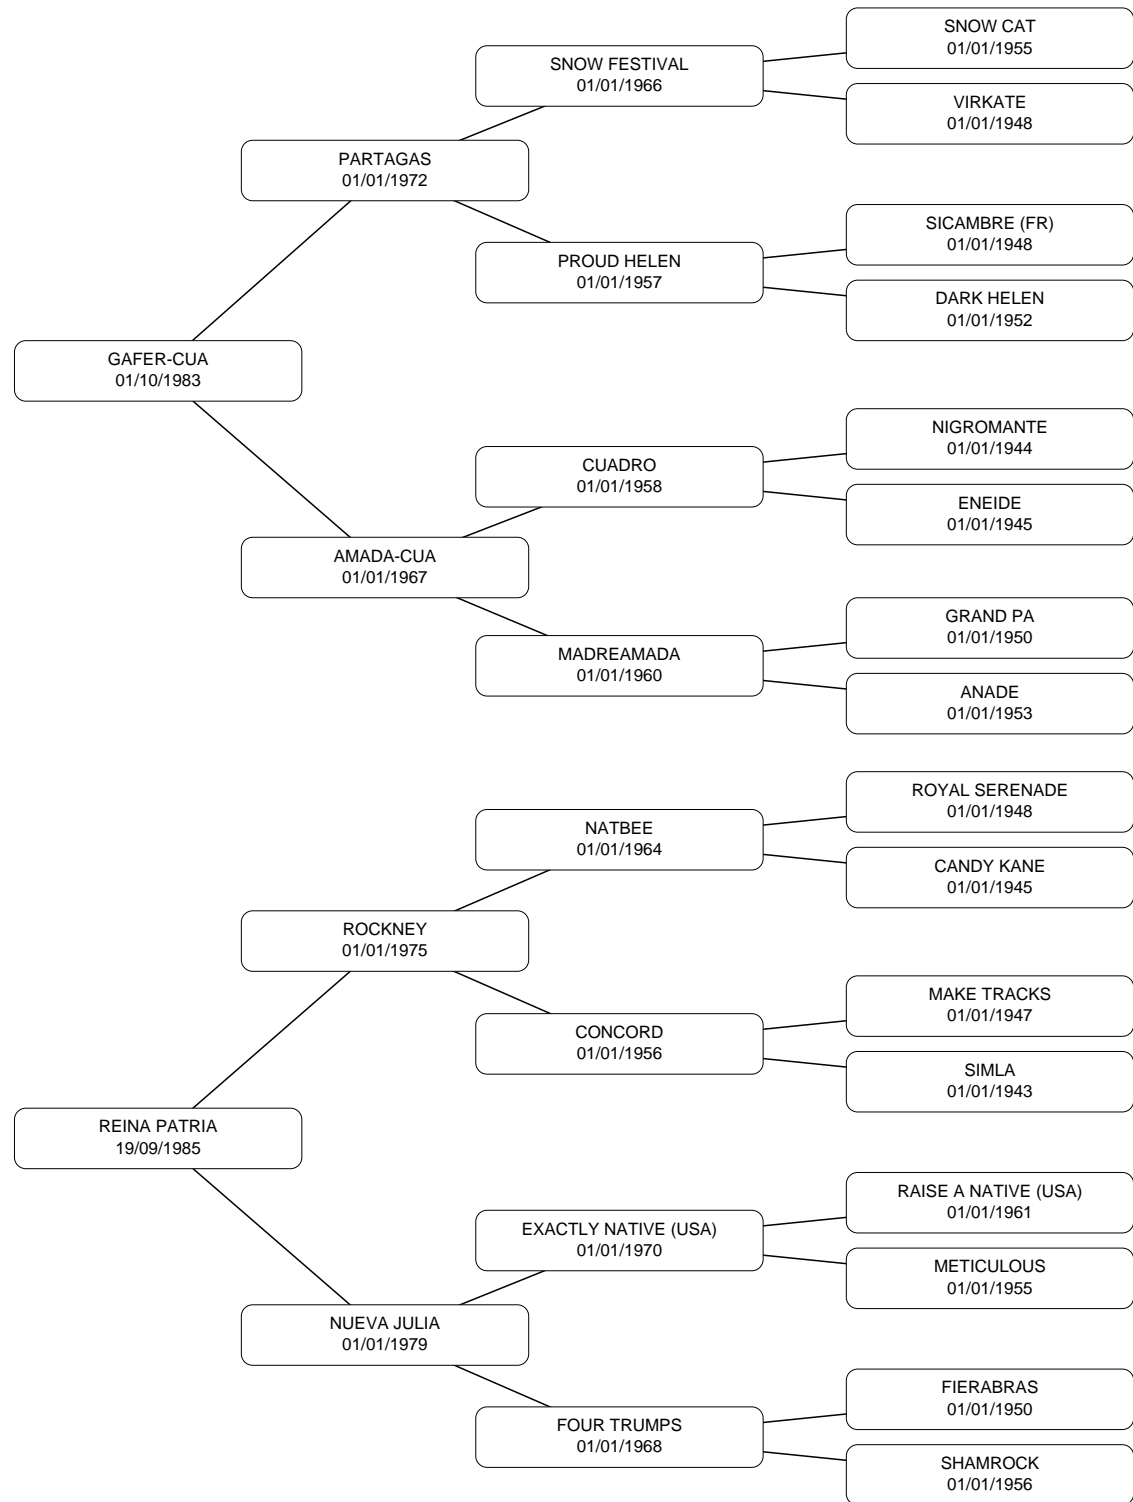 SNOW CAT
01/01/1955
SNOW FESTIVAL
01/01/1966
VIRKATE
01/01/1948
PARTAGAS
01/01/1972
SICAMBRE (FR)
01/01/1948
PROUD HELEN
01/01/1957
DARK HELEN
01/01/1952
GAFER-CUA
01/10/1983
NIGROMANTE
01/01/1944
CUADRO
01/01/1958
ENEIDE
01/01/1945
AMADA-CUA
01/01/1967
GRAND PA
01/01/1950
MADREAMADA
01/01/1960
ANADE
01/01/1953
ROYAL SERENADE
01/01/1948
NATBEE
01/01/1964
CANDY KANE
01/01/1945
ROCKNEY
01/01/1975
MAKE TRACKS
01/01/1947
CONCORD
01/01/1956
SIMLA
01/01/1943
REINA PATRIA
19/09/1985
RAISE A NATIVE (USA)
01/01/1961
EXACTLY NATIVE (USA)
01/01/1970
METICULOUS
01/01/1955
NUEVA JULIA
01/01/1979
FIERABRAS
01/01/1950
FOUR TRUMPS
01/01/1968
SHAMROCK
01/01/1956